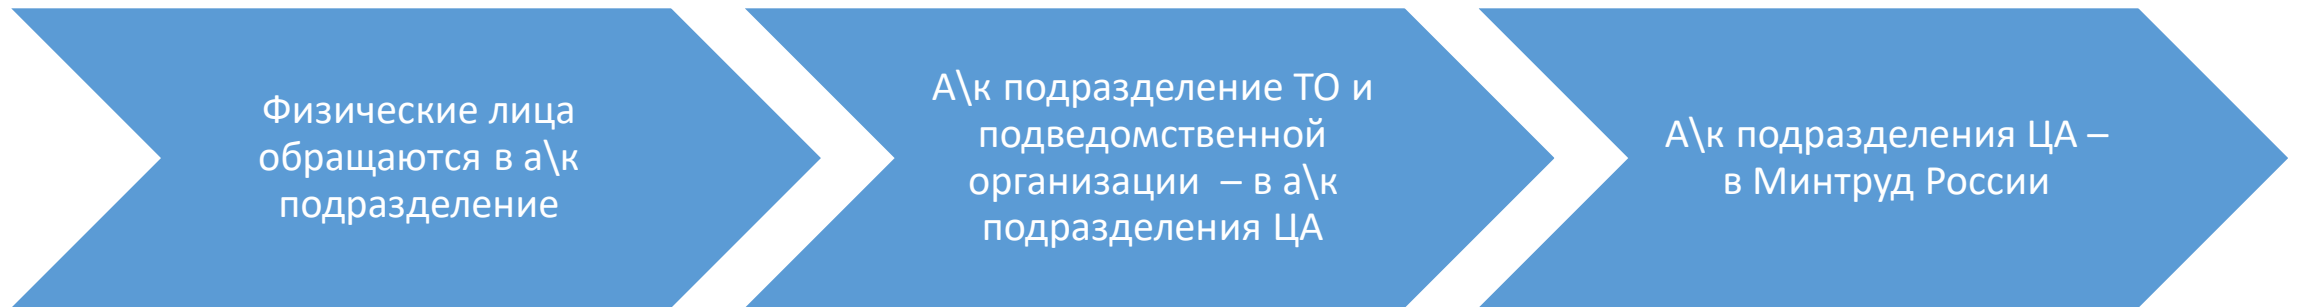 Физические лица
обращаются в а\к
подразделение
А\к подразделение ТО и
подведомственной
организации – в а\к
подразделения ЦА
А\к подразделения ЦА –
в Минтруд России